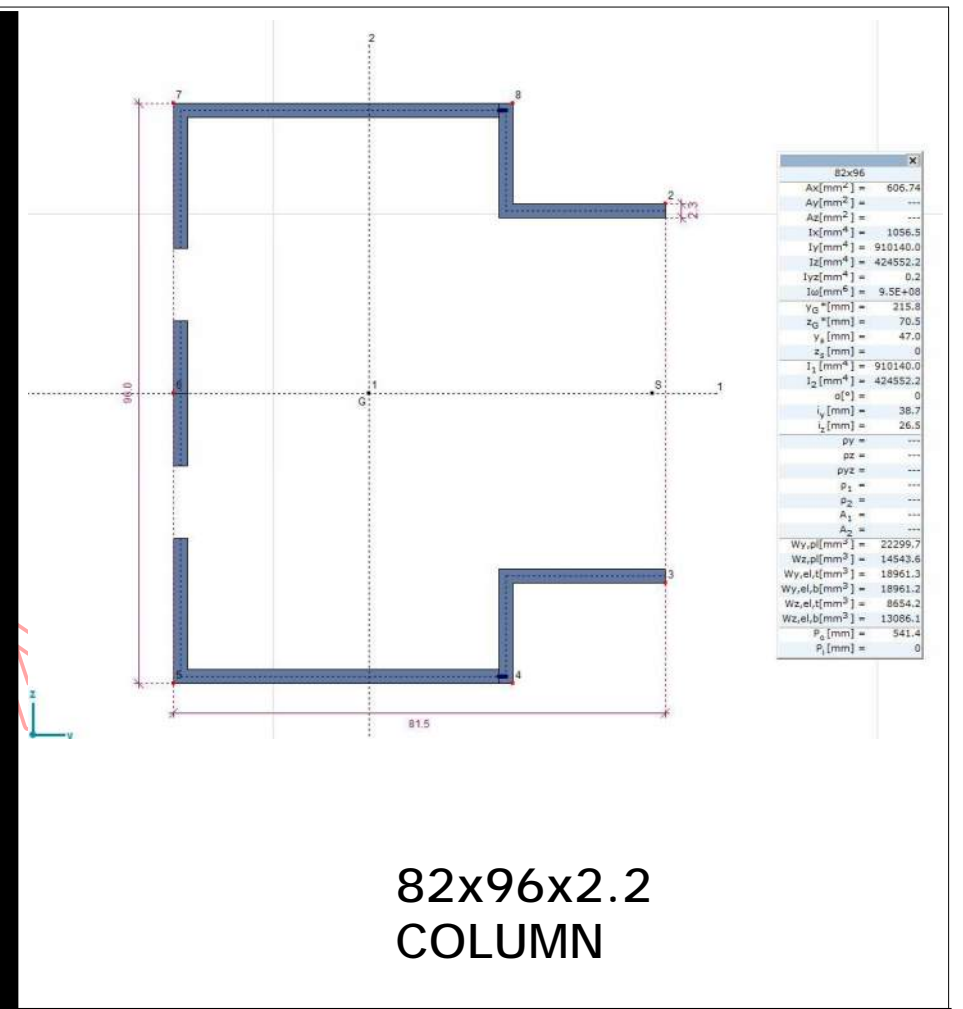 2
7
8
2
2.3
96.0
6
1
G
S
1
3
5
4
81.5
z
y
82x96
Ax[mm2] = 606.74
Ay[mm2] = ---
Az[mm2] = ---
Ix[mm4] = 1056.5
Iy[mm4] = 910140.0
Iz[mm4] = 424552.2
Iyz[mm4] = 0.2
Iω[mm6] = 9.5E+08
yG*[mm] = 215.8
zG*[mm] = 70.5
ys[mm] = 47.0
zs[mm] = 0
I1[mm4] = 910140.0
I2[mm4] = 424552.2
α[°] = 0
iy[mm] = 38.7
iz[mm] = 26.5
ρy = ---
ρz = ---
ρyz = ---
ρ1 = ---
ρ2 = ---
A1 = ---
A2 = ---
Wy,pl[mm3] = 22299.7
Wz,pl[mm3] = 14543.6
Wy,el,t[mm3] = 18961.3
Wy,el,b[mm3] = 18961.2
Wz,el,t[mm3] = 8654.2
Wz,el,b[mm3] = 13086.1
Po[mm] = 541.4
Pi[mm] = 0
82x96x2.2
COLUMN